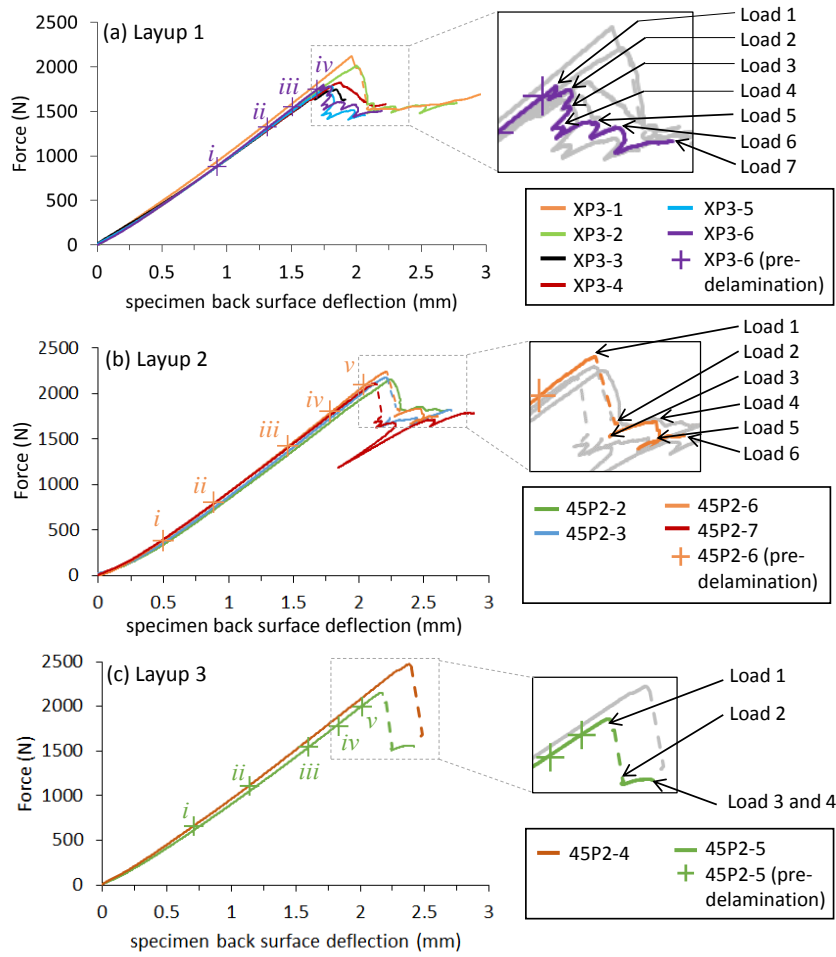 (a) Layup 1
Force (N)
2500
2000
1500
1000
500
0
i
ii
iii
iv
0
0.5
1
1.5
2
2.5
3
specimen back surface deflection (mm)
Load 1
Load 2
Load 3
Load 4
Load 5
Load 6
Load 7
XP3-1
XP3-2
XP3-3
XP3-4
XP3-5
XP3-6
XP3-6 (pre-
delamination)
(b) Layup 2
Force (N)
2500
2000
1500
1000
500
0
i
ii
iii
iv
v
0
0.5
1
1.5
2
2.5
3
specimen back surface deflection (mm)
Load 1
Load 2
Load 3
Load 4
Load 5
Load 6
45P2-2
45P2-3
45P2-6
45P2-7
45P2-6 (pre-
delamination)
(c) Layup 3
Force (N)
2500
2000
1500
1000
500
0
i
ii
iii
iv
v
0
0.5
1
1.5
2
2.5
3
specimen back surface deflection (mm)
Load 1
Load 2
Load 3 and 4
45P2-4
45P2-5
45P2-5 (pre-
delamination)